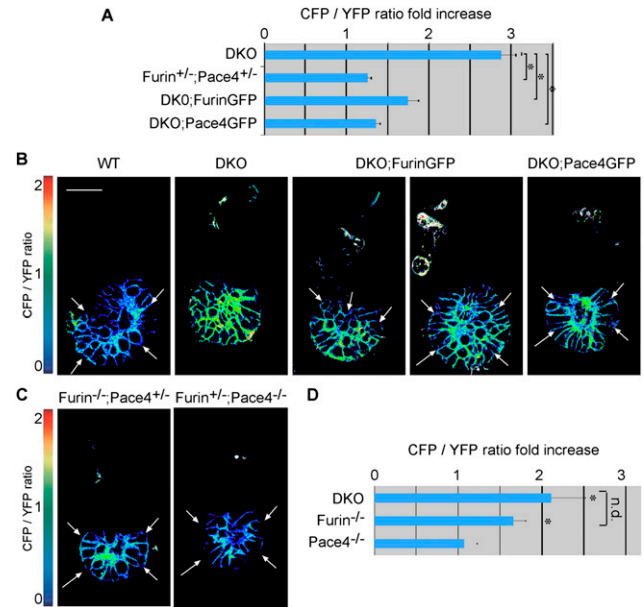 A
CFP / YFP ratio fold increase
0 1 2 3
DKO
Furin+/-;Pace4+/-
DK0;FurinGFP
DKO;Pace4GFP
*
*
*
B
WT DKO DKO;FurinGFP DKO;Pace4GFP
2
1
0
CFP / YFP ratio
C
Furin-/-;Pace4+/- Furin+/-;Pace4-/-
2
1
0
CFP / YFP ratio
D
CFP / YFP ratio fold increase
0 1 2 3
DKO *
Furin-/- *
Pace4-/-
n.d.